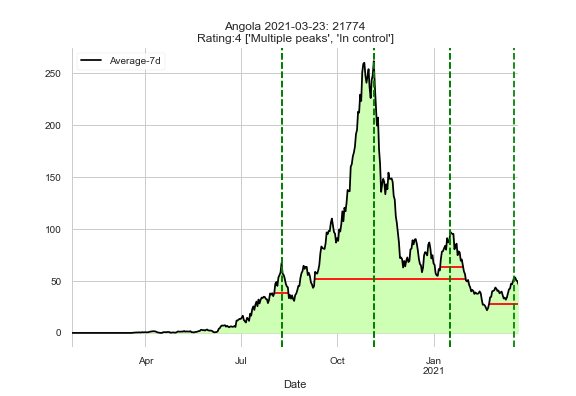 Angola 2021-03-23: 21774
Rating:4 ['Multiple peaks', 'In control']
Average-7d
250
200
150
100
50
0
Apr
Jul
Oct
Jan
2021
Date